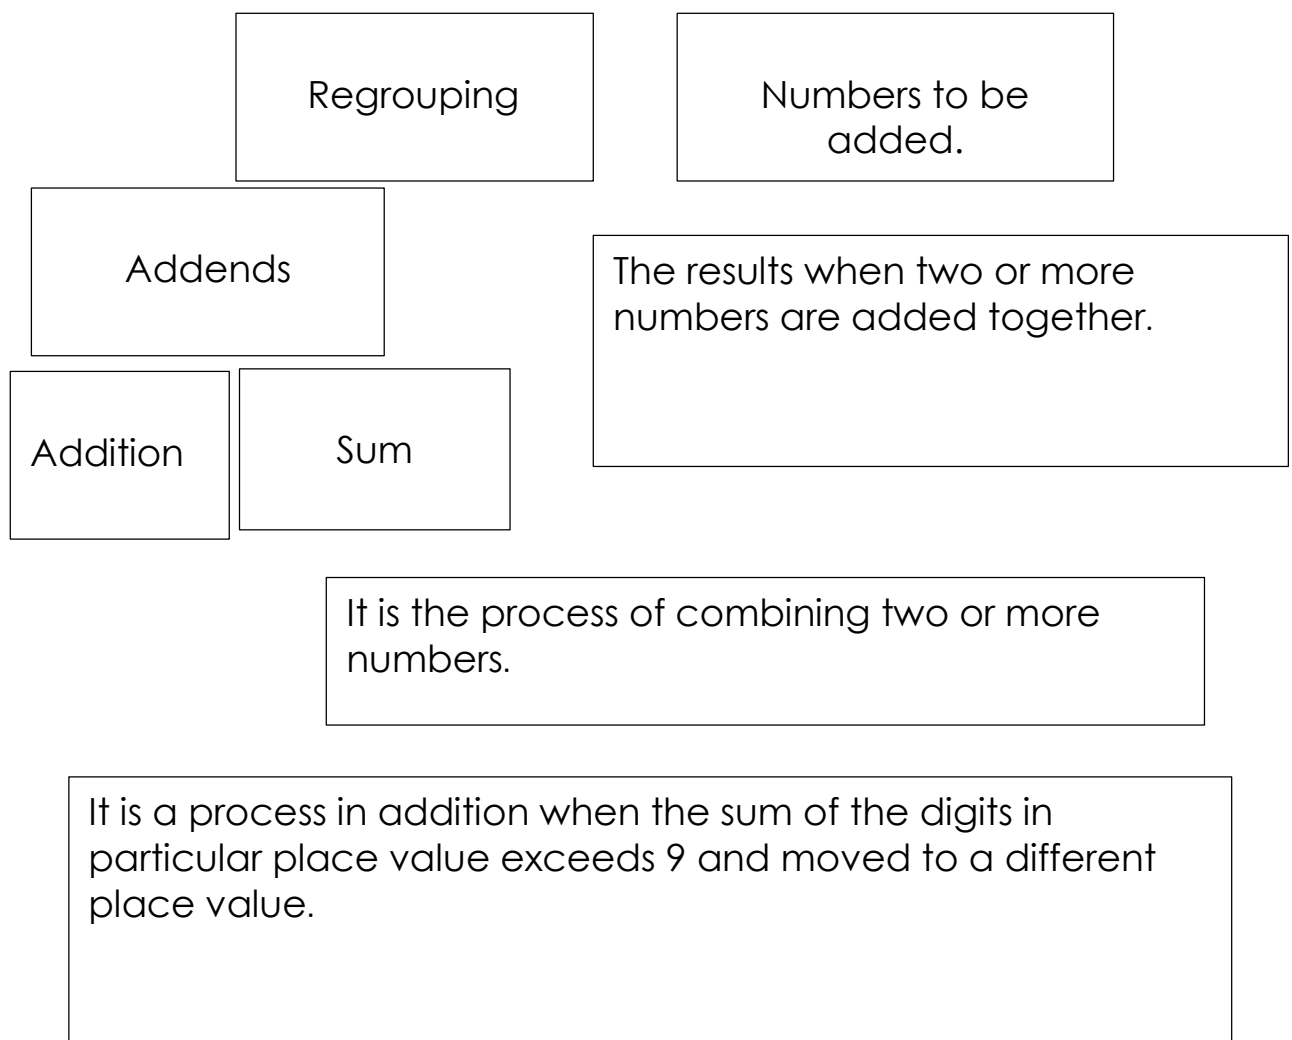 Regrouping
Numbers to be
added.
Addends
The results when two or more
numbers are added together.
Addition
Sum
It is the process of combining two or more
numbers.
It is a process in addition when the sum of the digits in
particular place value exceeds 9 and moved to a different
place value.